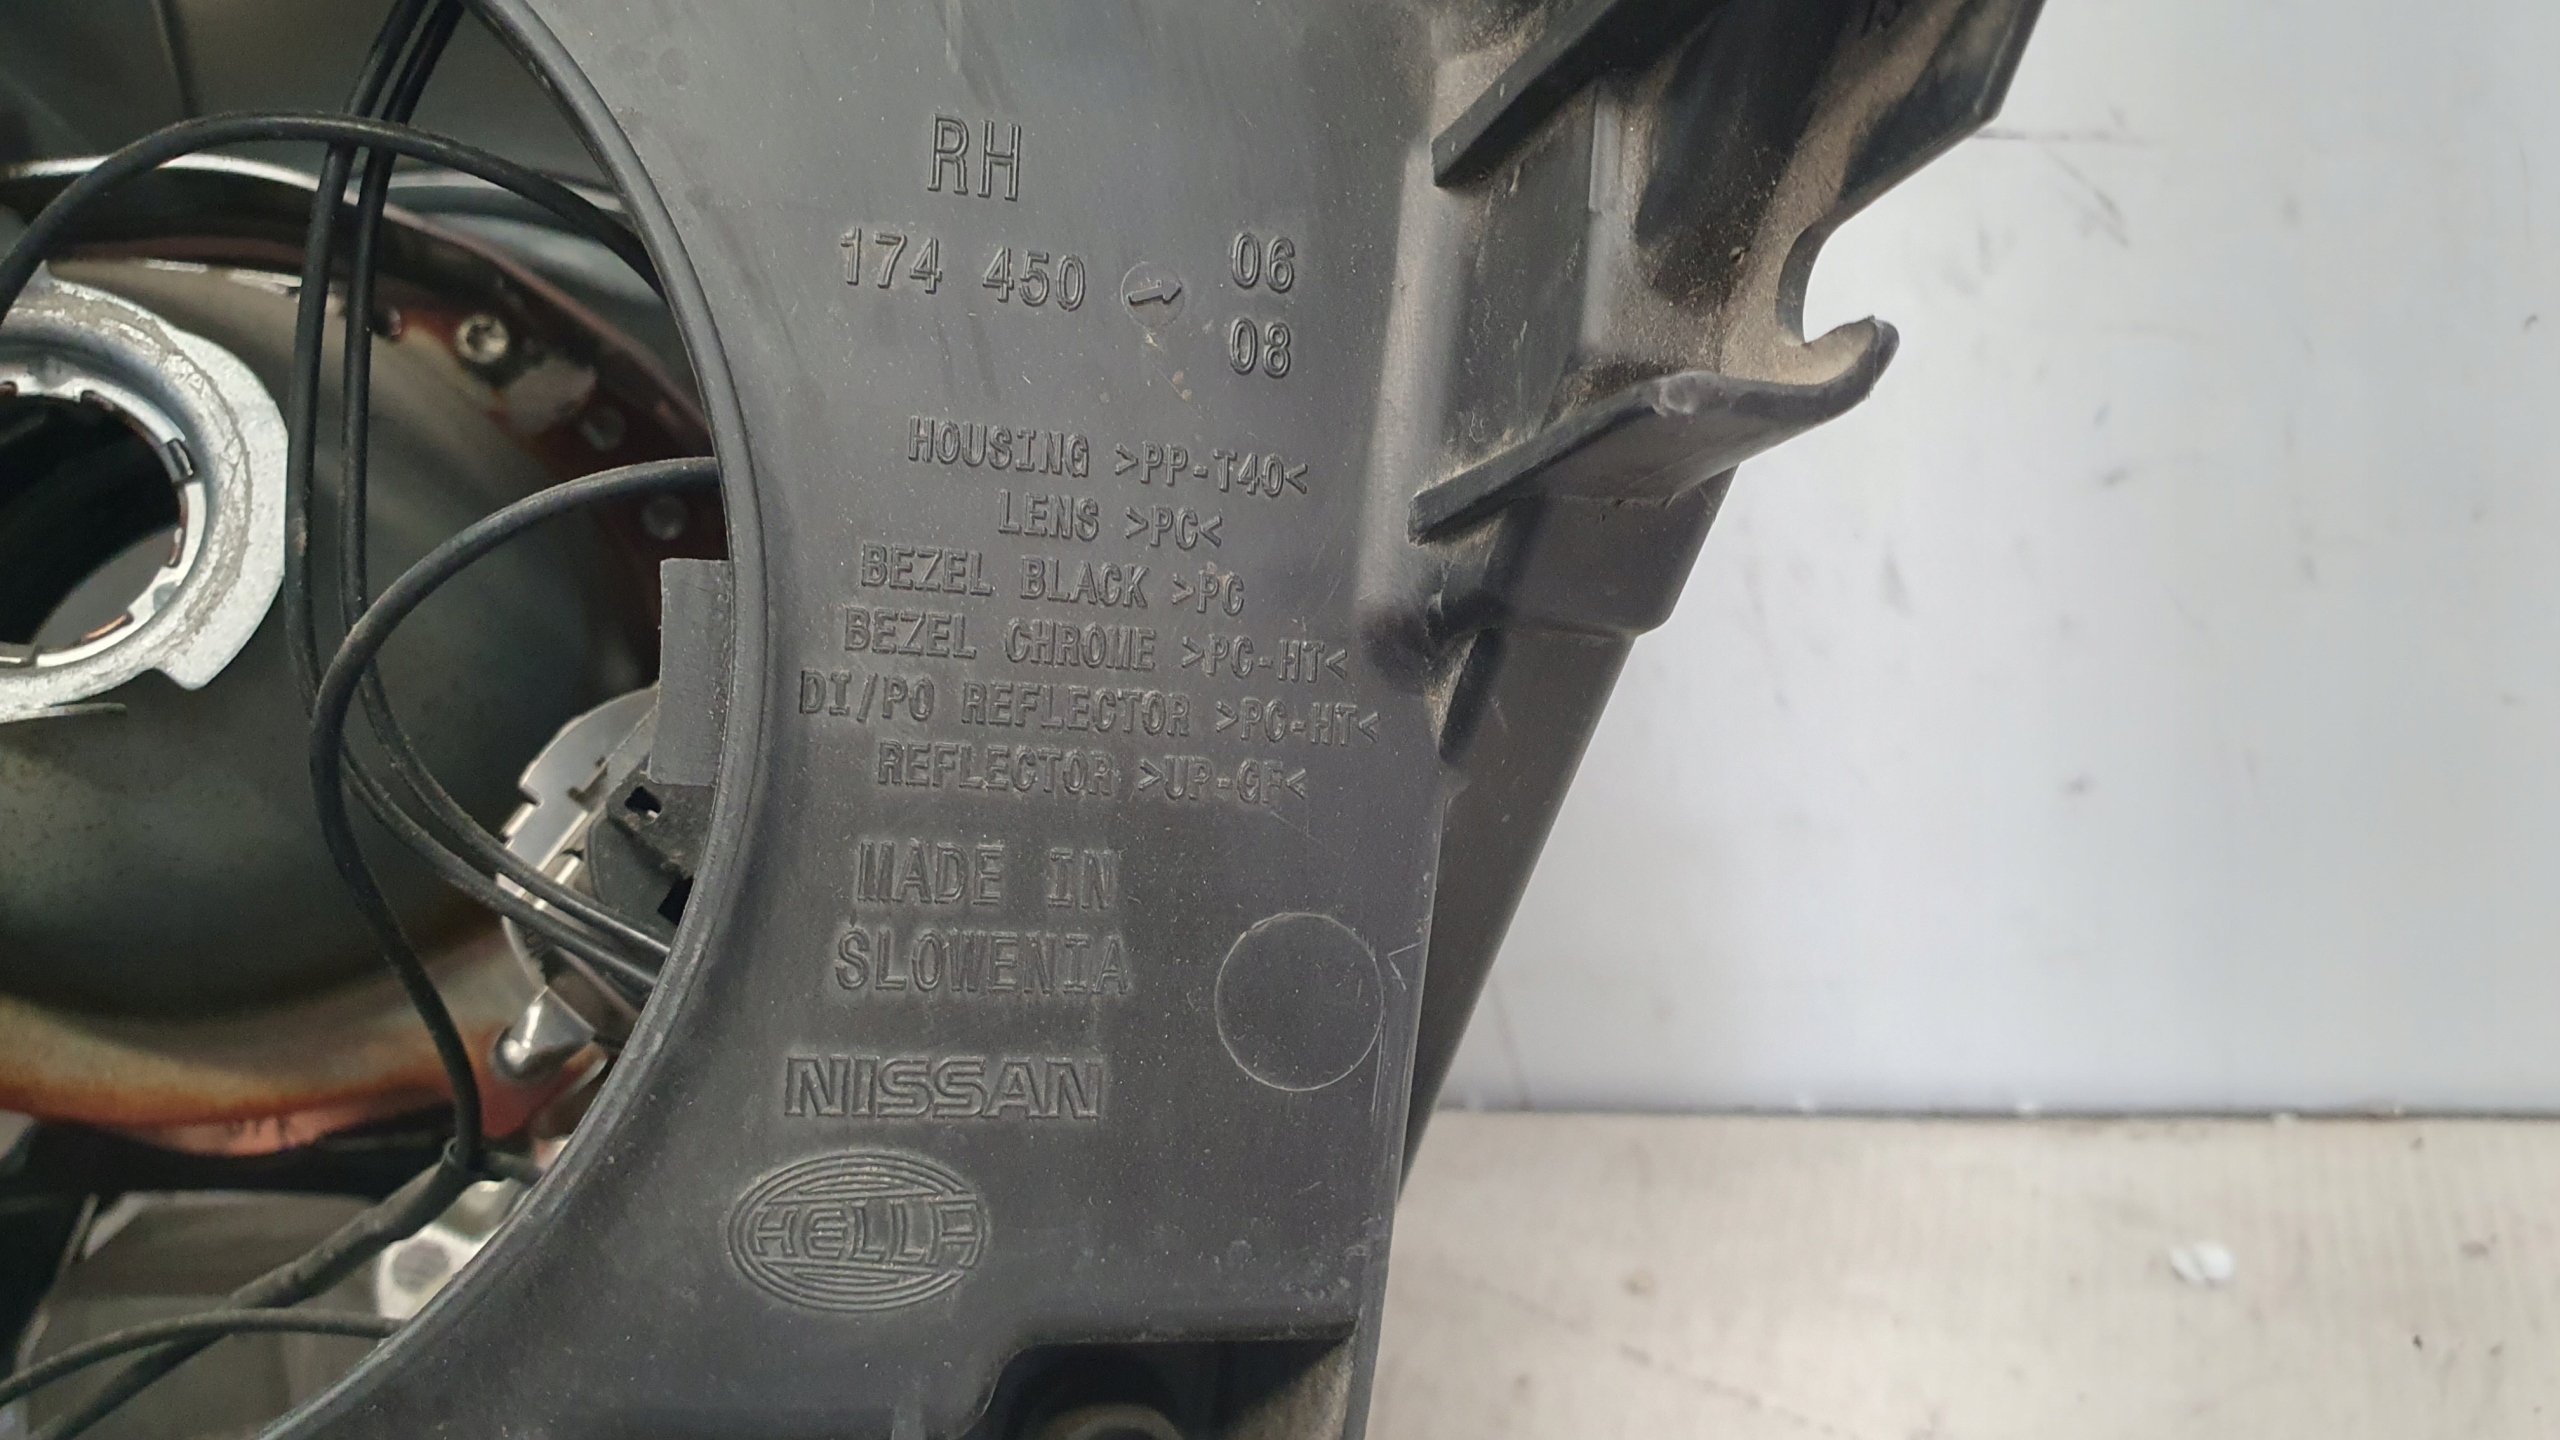 RH
174 450 06
08
HOUSING >PP-T40<
LENS >PC<
BEZEL BLACK >PC
BEZEL CHROME >PC-HT<
DI/PO REFLECTOR >PC-HT<
REFLECTOR >UP-GF<
MADE IN
SLOWENIA
NISSAN
HELLA